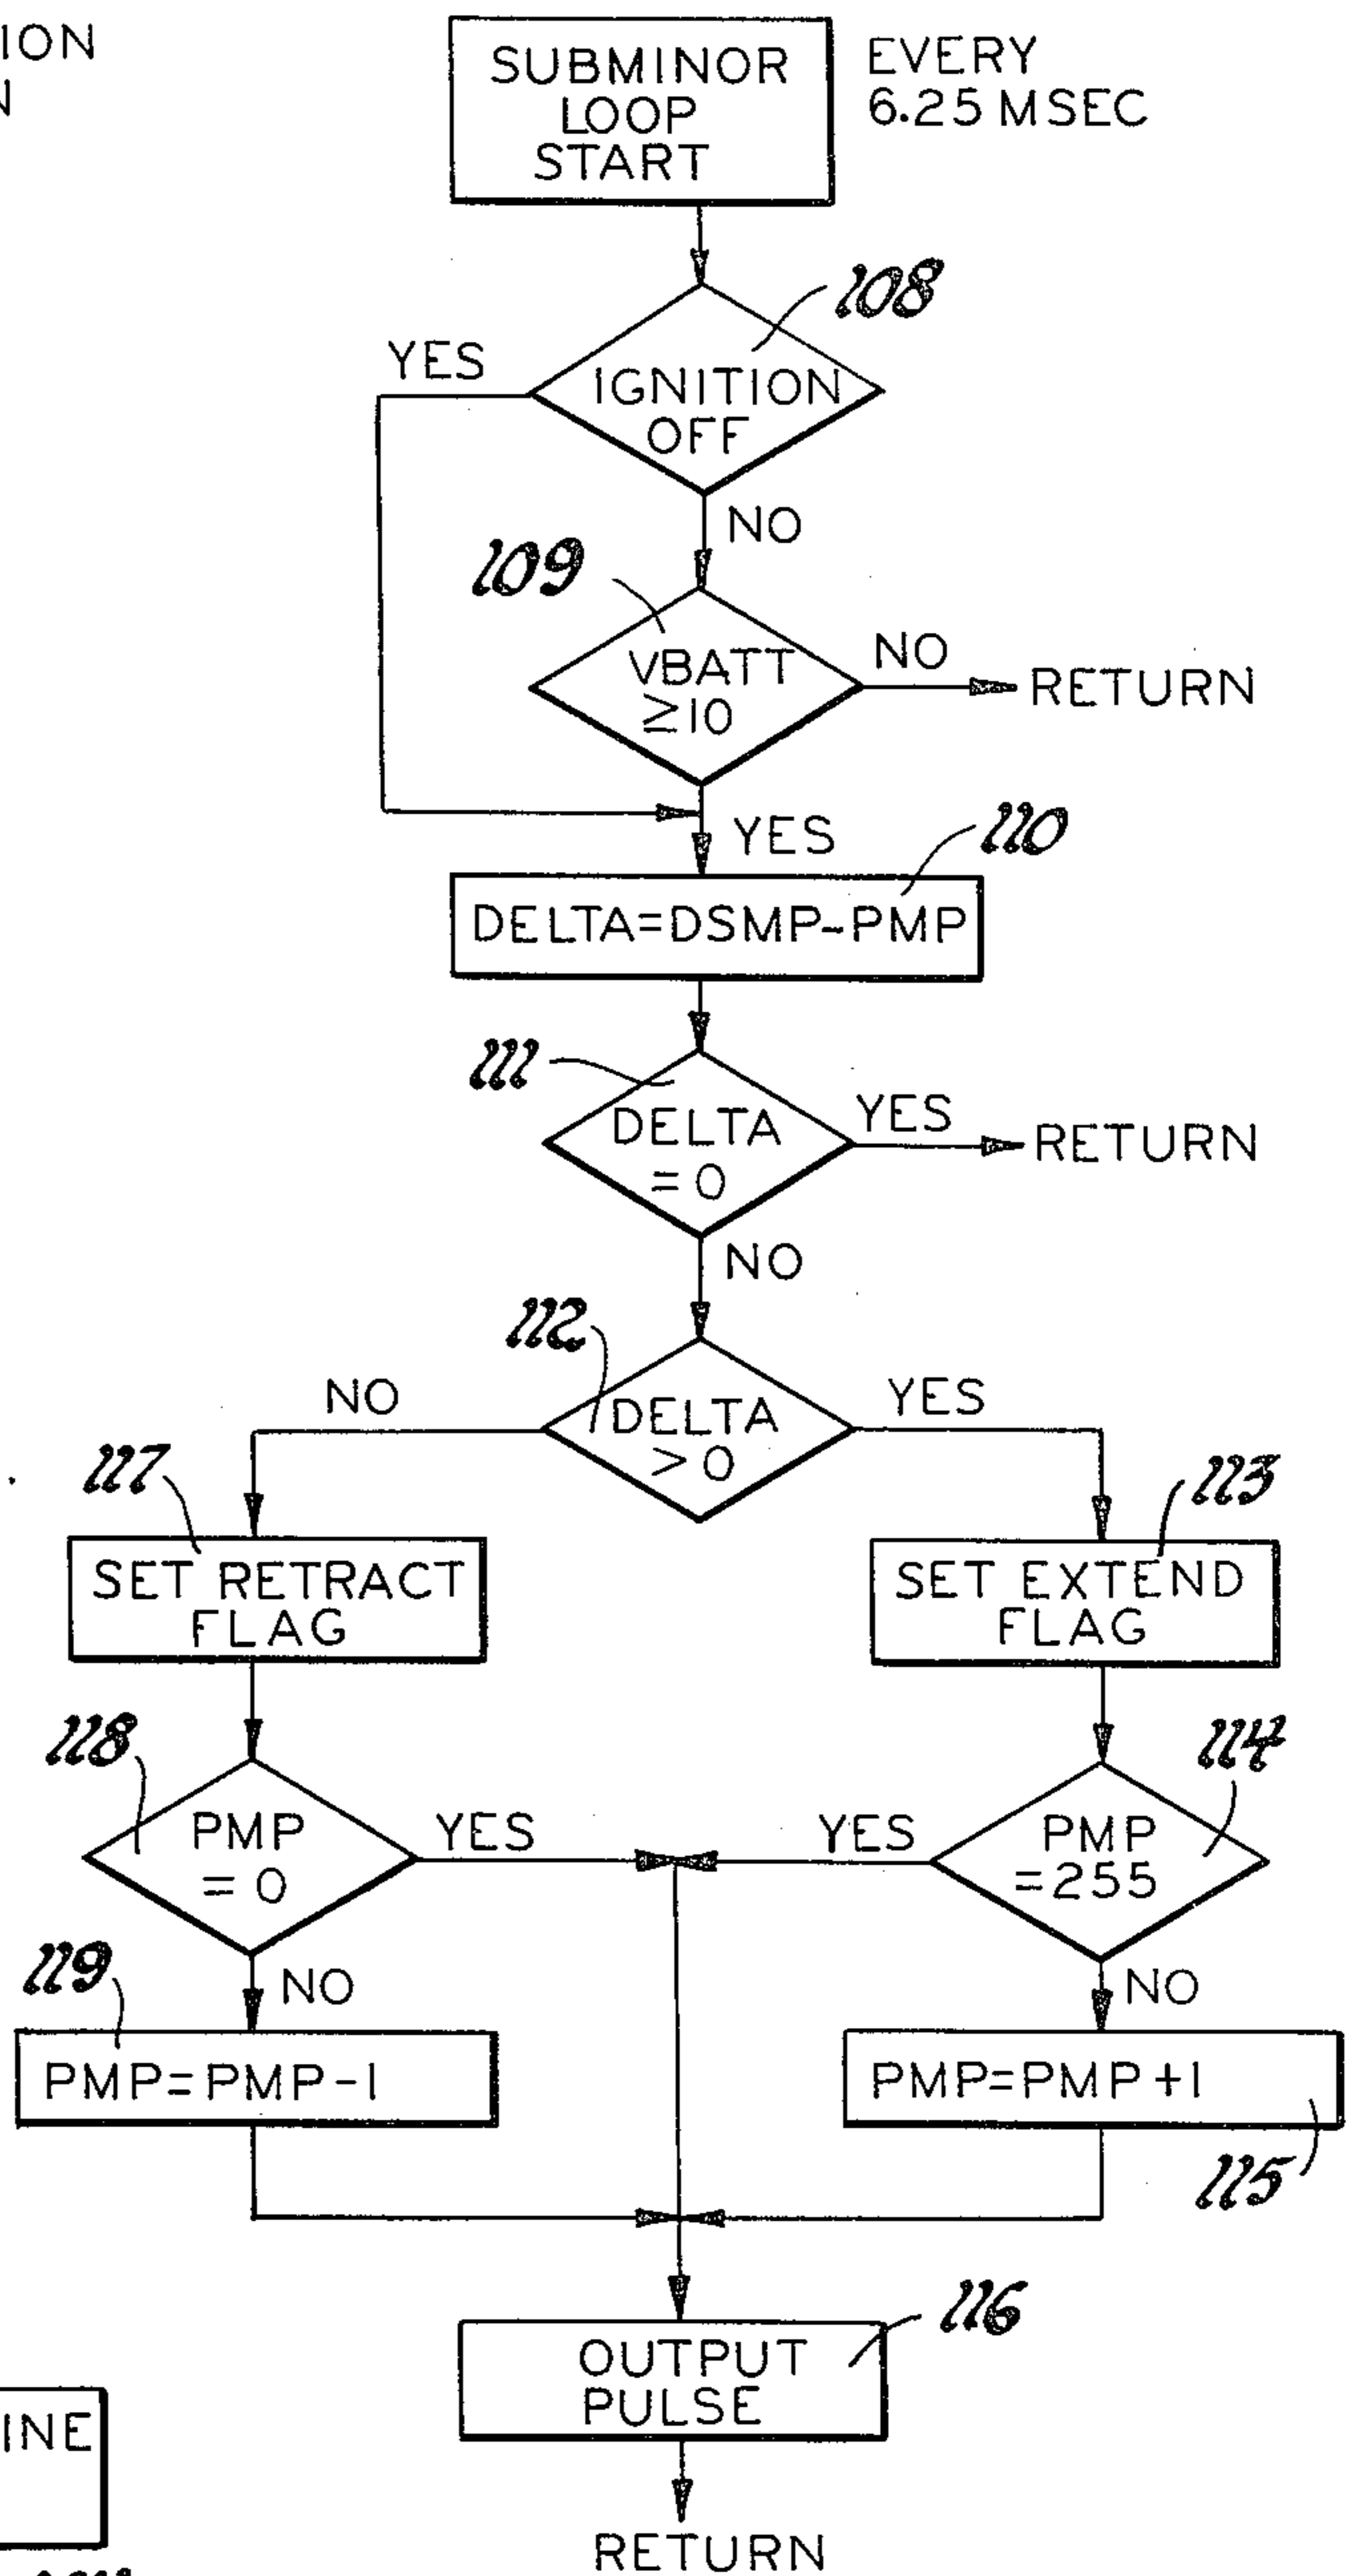 ION
N
SUBMINOR
LOOP
START
EVERY
6.25 MSEC
108
YES
IGNITION
OFF
NO
109
VBATT
≥10
NO
RETURN
YES
110
DELTA=DSMP-PMP
111
DELTA
=0
YES
RETURN
NO
112
NO
DELTA
>0
YES
117
113
SET RETRACT
FLAG
SET EXTEND
FLAG
118
114
PMP
=0
YES
YES
PMP
=255
119
NO
NO
PMP=PMP-1
PMP=PMP+1
115
116
OUTPUT
PULSE
INE
RETURN